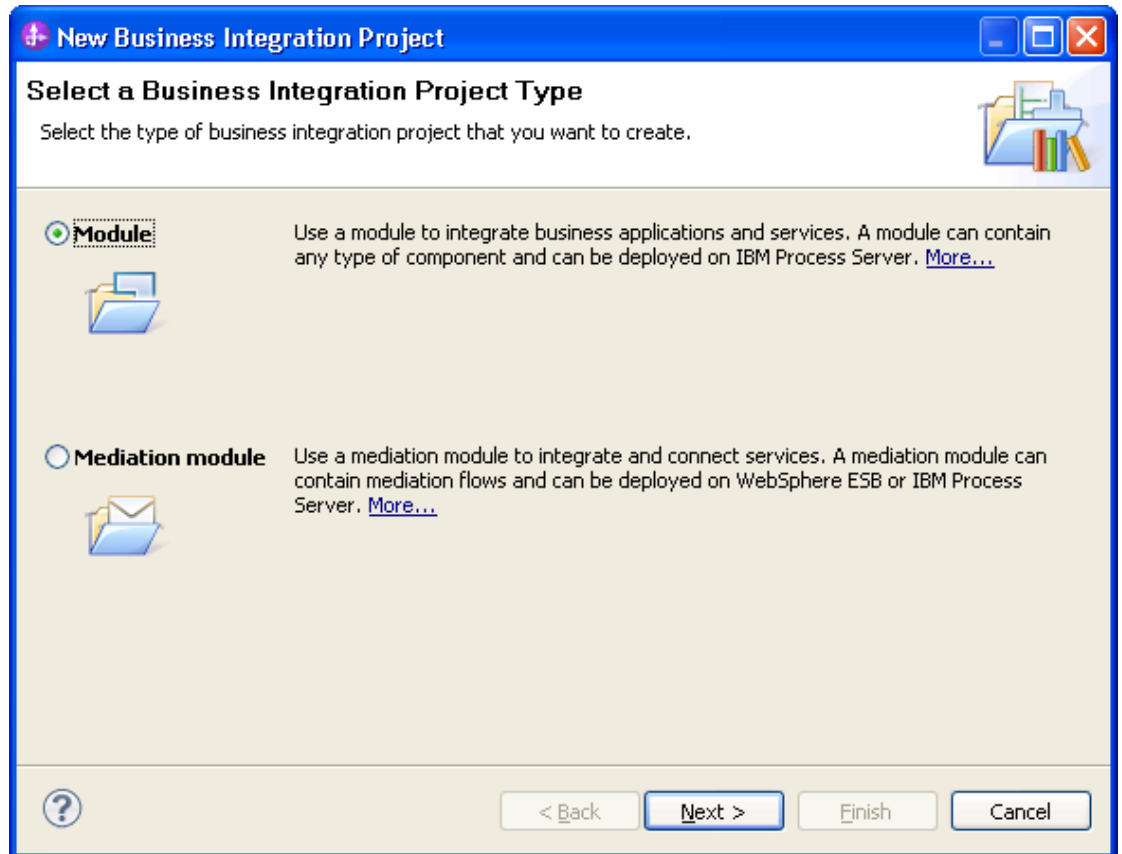 New Business Integration Project
Select a Business Integration Project Type
Select the type of business integration project that you want to create.
Module
Use a module to integrate business applications and services. A module can contain
any type of component and can be deployed on IBM Process Server. More...
Mediation module
Use a mediation module to integrate and connect services. A mediation module can
contain mediation flows and can be deployed on WebSphere ESB or IBM Process
Server. More...
?
< Back
Next >
Finish
Cancel